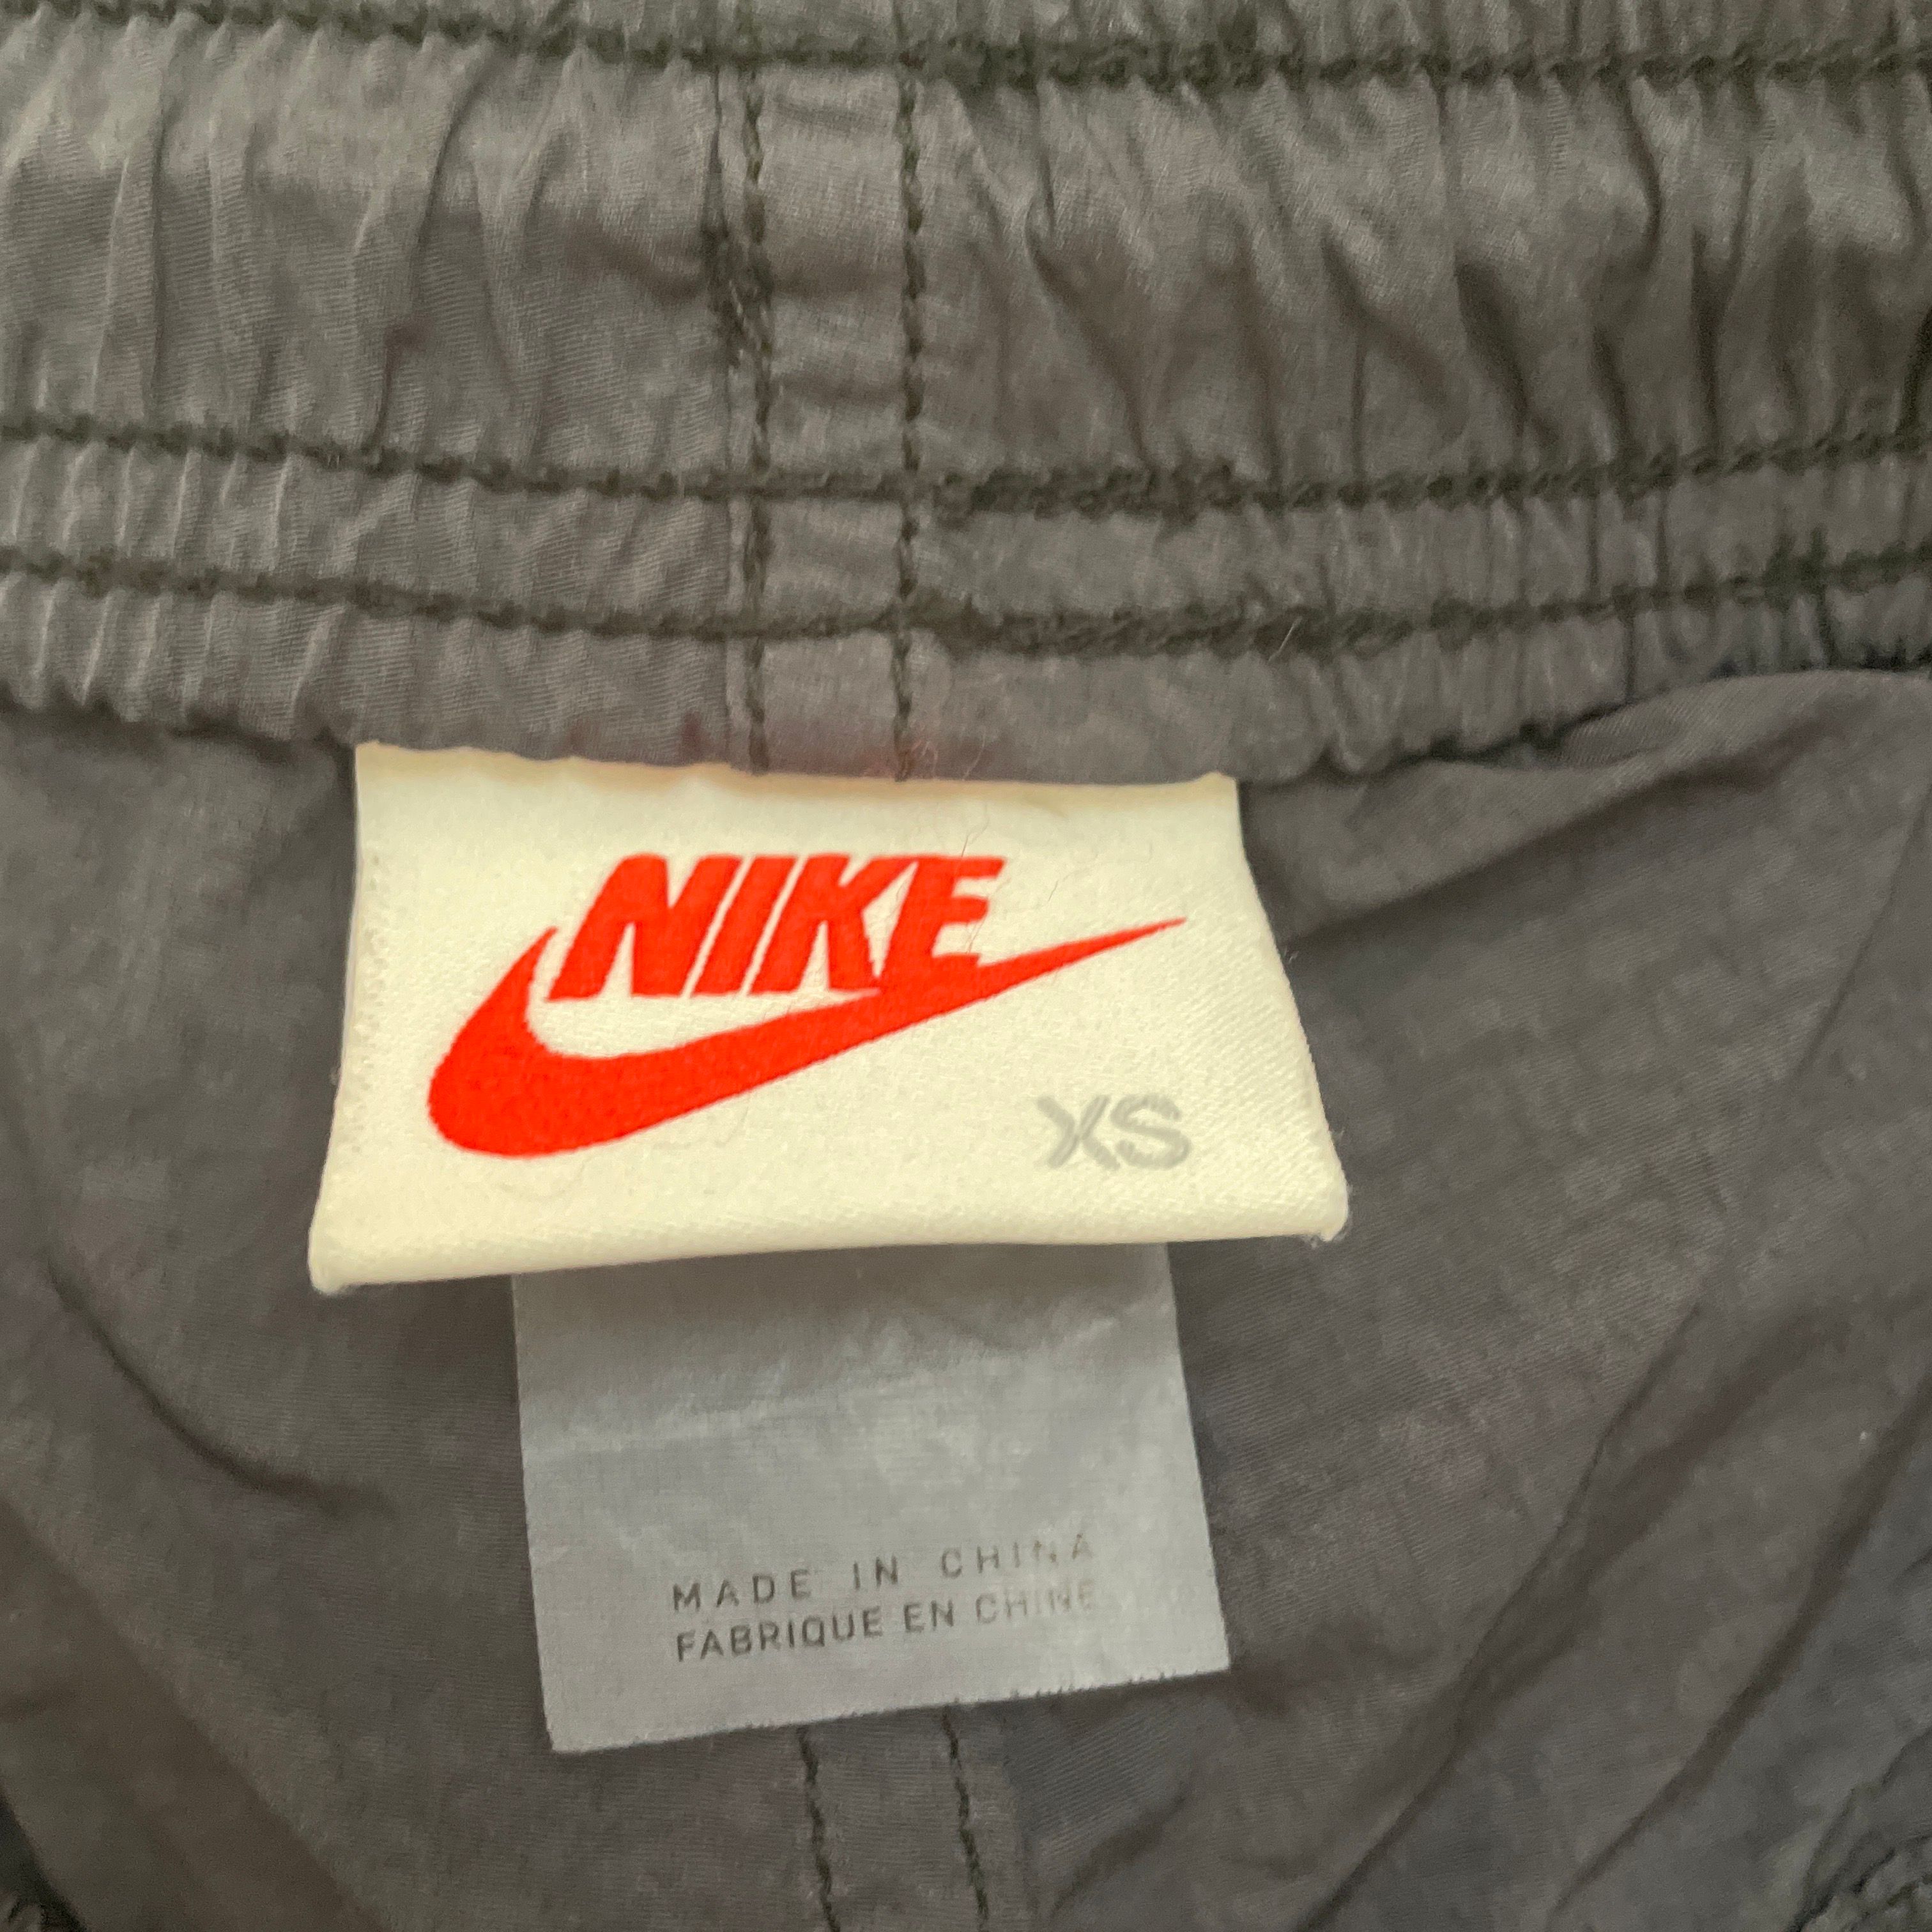 NIKE
XS
MADE IN CHINA
FABRIQUE EN CHINE